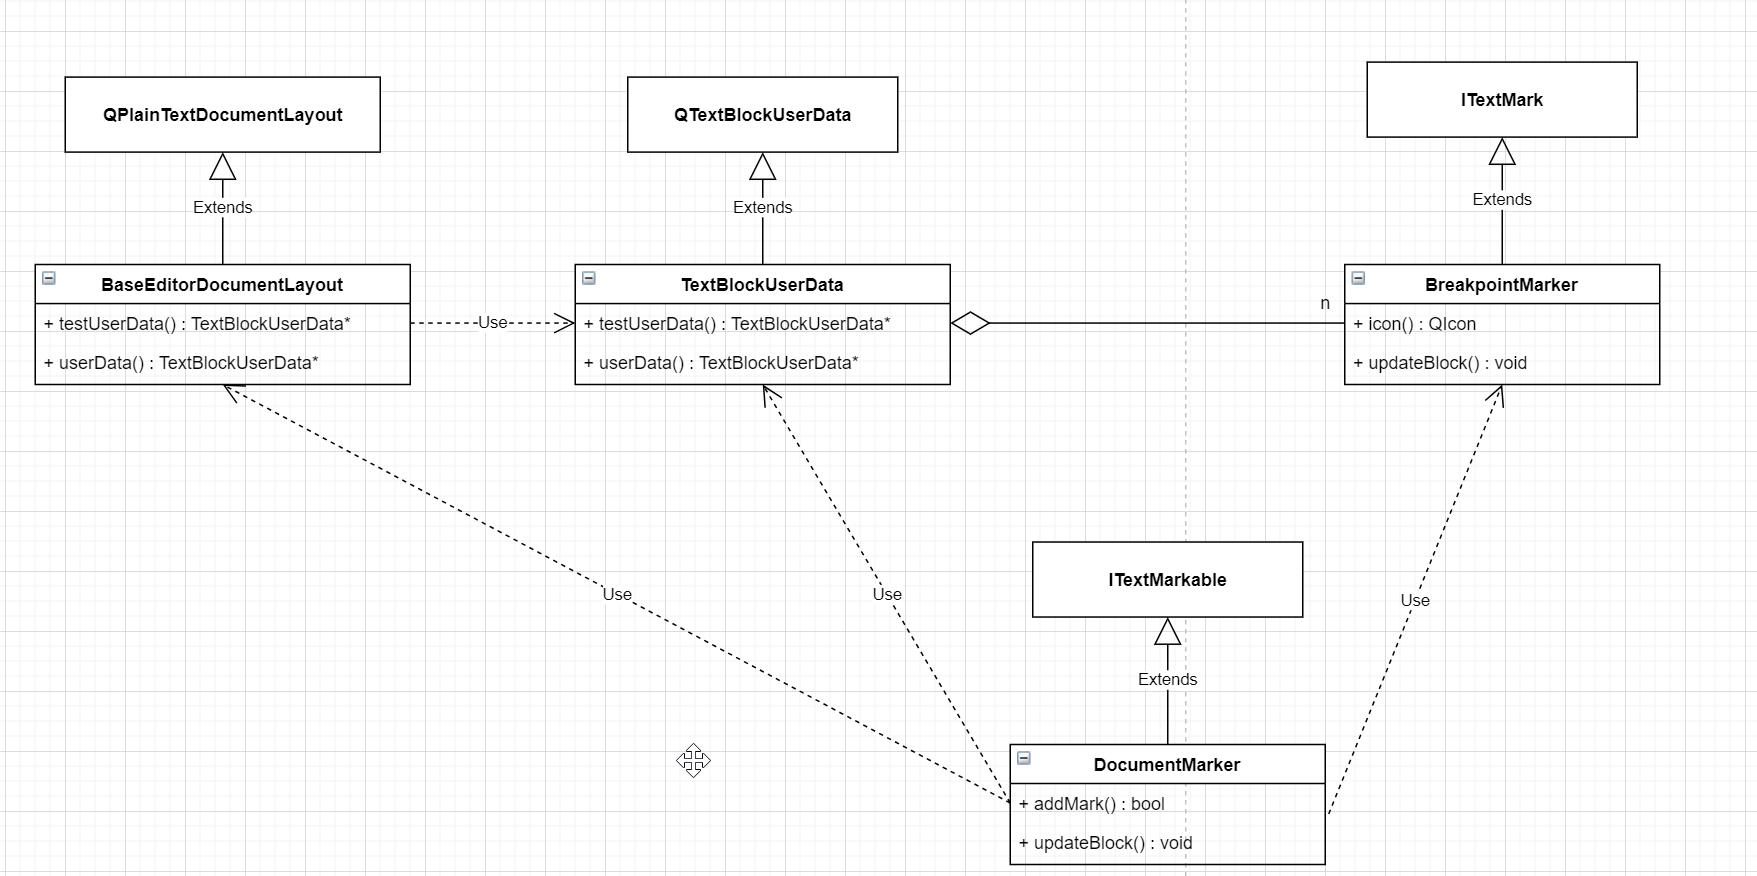 QPlainTextDocumentLayout
QTextBlockUserData
ITextMark
Extends
Extends
Extends
BaseEditorDocumentLayout
+ testUserData() : TextBlockUserData*
+ userData() : TextBlockUserData*
Use
TextBlockUserData
+ testUserData() : TextBlockUserData*
+ userData() : TextBlockUserData*
n
BreakpointMarker
+ icon() : QIcon
+ updateBlock() : void
Use
Use
Use
ITextMarkable
Extends
DocumentMarker
+ addMark() : bool
+ updateBlock() : void